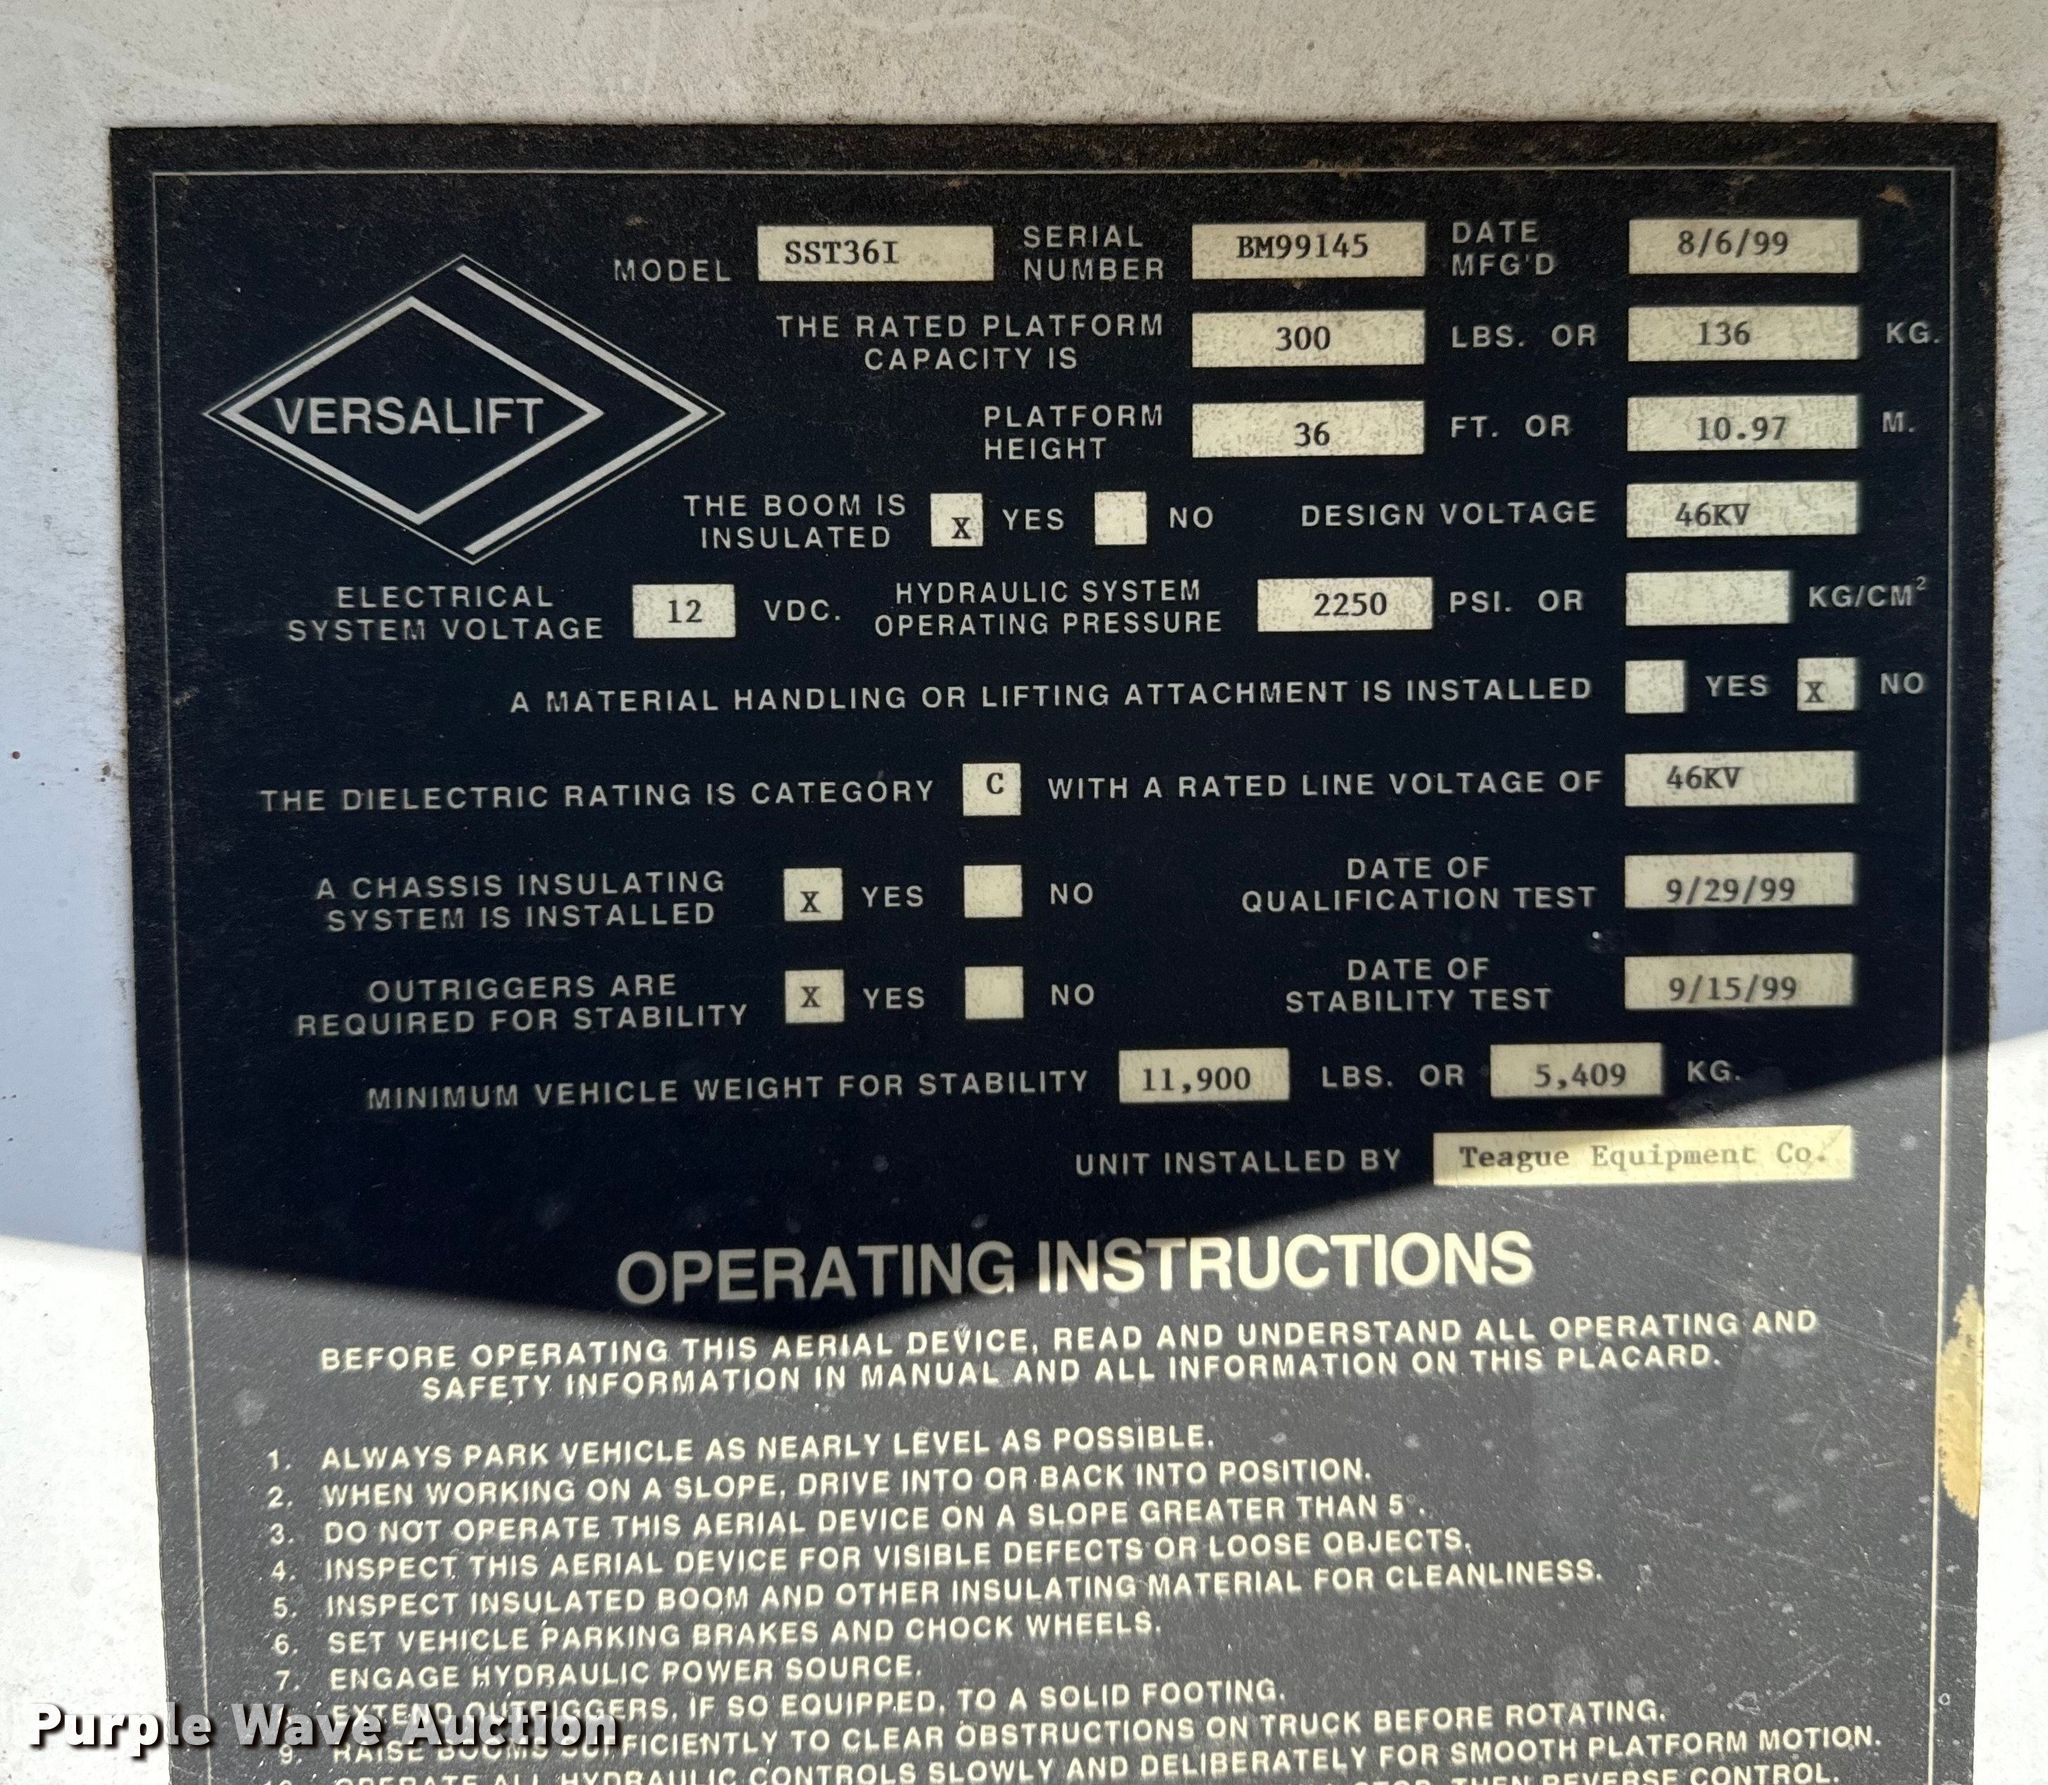 MODEL SST36I SERIAL NUMBER BM99145 DATE MFG'D 8/6/99
THE RATED PLATFORM CAPACITY IS 300 LBS. OR 136 KG.
VERSALIFT
PLATFORM HEIGHT 36 FT. OR 10.97 M.
THE BOOM IS INSULATED X YES NO DESIGN VOLTAGE 46KV
ELECTRICAL SYSTEM VOLTAGE 12 VDC. HYDRAULIC SYSTEM OPERATING PRESSURE 2250 PSI. OR KG/CM²
A MATERIAL HANDLING OR LIFTING ATTACHMENT IS INSTALLED YES X NO
THE DIELECTRIC RATING IS CATEGORY C WITH A RATED LINE VOLTAGE OF 46KV
A CHASSIS INSULATING SYSTEM IS INSTALLED X YES NO DATE OF QUALIFICATION TEST 9/29/99
OUTRIGGERS ARE REQUIRED FOR STABILITY X YES NO DATE OF STABILITY TEST 9/15/99
MINIMUM VEHICLE WEIGHT FOR STABILITY 11,900 LBS. OR 5,409 KG.
UNIT INSTALLED BY Teague Equipment Co.
OPERATING INSTRUCTIONS
BEFORE OPERATING THIS AERIAL DEVICE, READ AND UNDERSTAND ALL OPERATING AND
SAFETY INFORMATION IN MANUAL AND ALL INFORMATION ON THIS PLACARD.
1. ALWAYS PARK VEHICLE AS NEARLY LEVEL AS POSSIBLE.
2. WHEN WORKING ON A SLOPE, DRIVE INTO OR BACK INTO POSITION.
3. DO NOT OPERATE THIS AERIAL DEVICE ON A SLOPE GREATER THAN 5°.
4. INSPECT THIS AERIAL DEVICE FOR VISIBLE DEFECTS OR LOOSE OBJECTS.
5. INSPECT INSULATED BOOM AND OTHER INSULATING MATERIAL FOR CLEANLINESS.
6. SET VEHICLE PARKING BRAKES AND CHOCK WHEELS.
7. ENGAGE HYDRAULIC POWER SOURCE.
8. EXTEND OUTRIGGERS, IF SO EQUIPPED, TO A SOLID FOOTING.
9. RAISE BOOMS SUFFICIENTLY TO CLEAR OBSTRUCTIONS ON TRUCK BEFORE ROTATING.
10. OPERATE ALL HYDRAULIC CONTROLS SLOWLY AND DELIBERATELY FOR SMOOTH PLATFORM MOTION.
STOP, THEN REVERSE CONTROL.
Purple Wave Auction